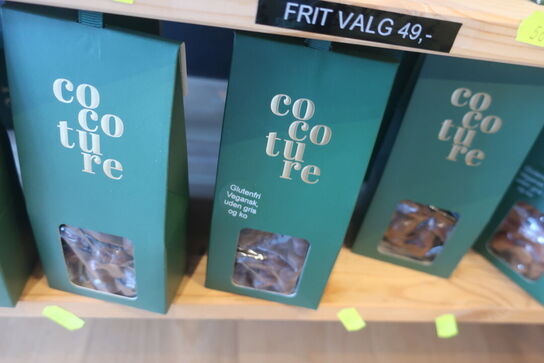 FRIT VALG 49,-
co
co
tu
re
co
co
tu
re
Glutenfri
Vegansk,
uden gris
og ko
co
co
tu
re